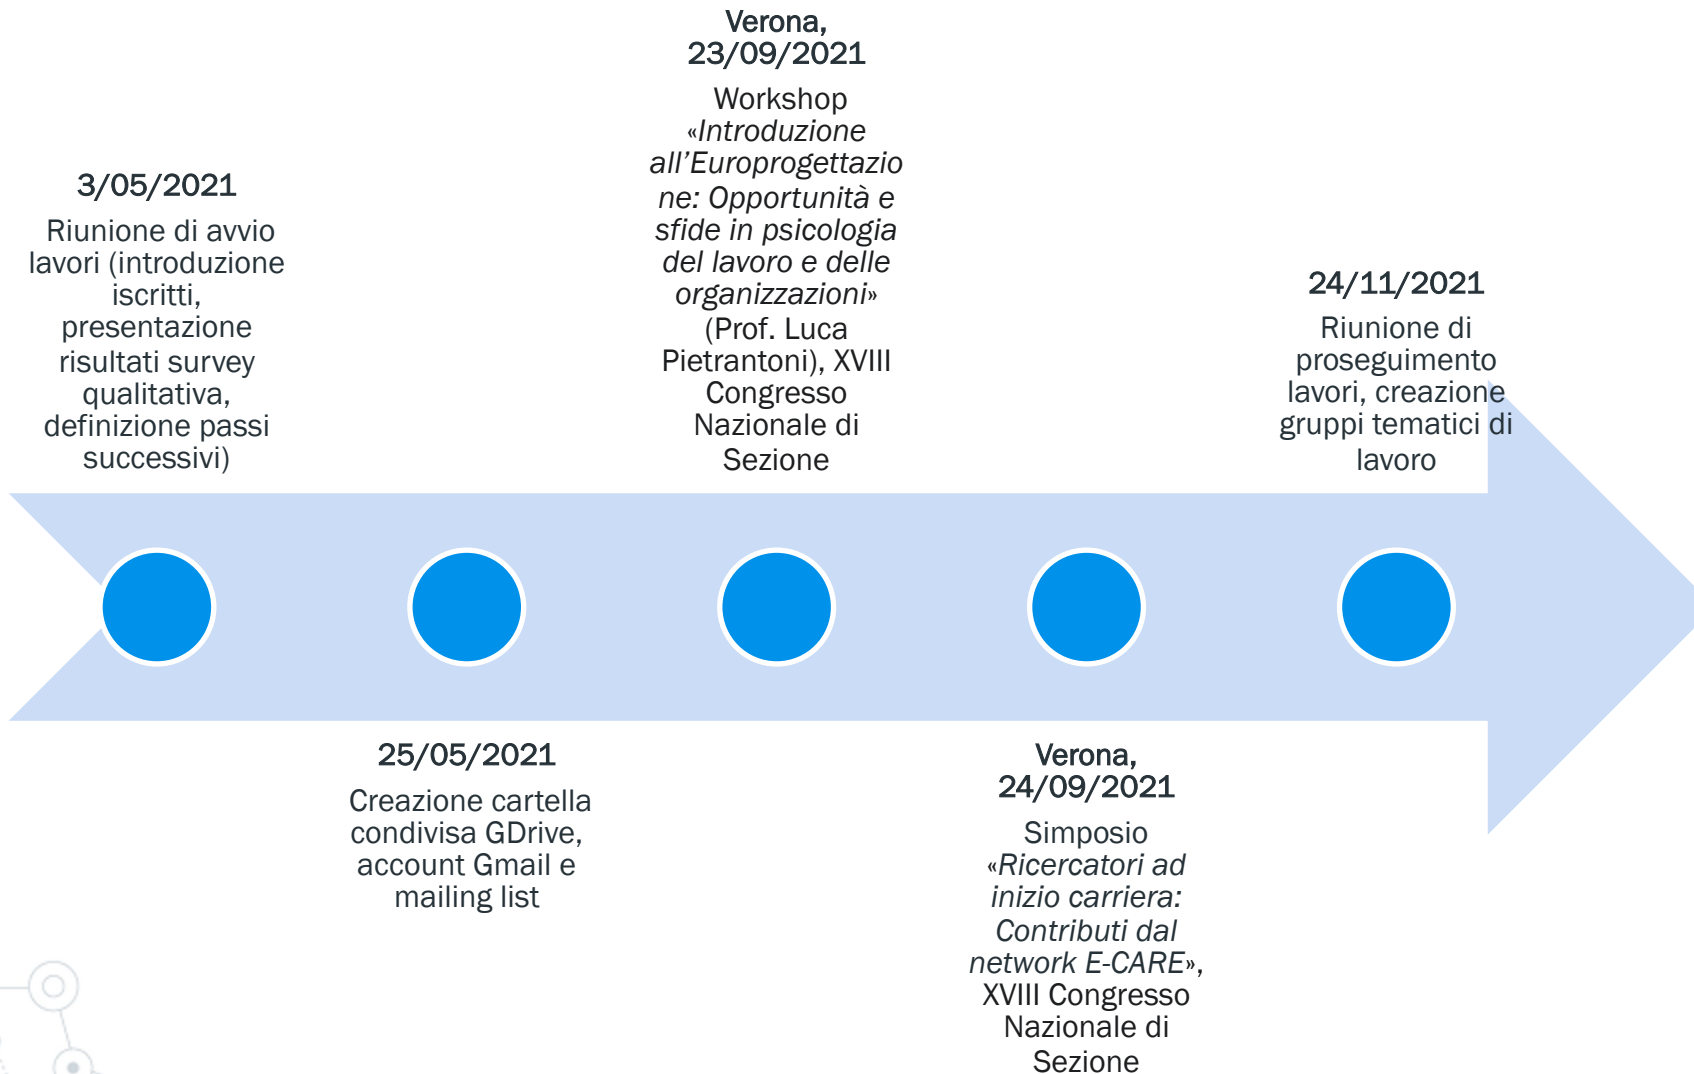 3/05/2021
Riunione di avvio
lavori (introduzione
iscritti,
presentazione
risultati survey
qualitativa,
definizione passi
successivi)
25/05/2021
Creazione cartella
condivisa GDrive,
account Gmail e
mailing list
Verona,
23/09/2021
Workshop
«Introduzione
all’Europrogettazio
ne: Opportunità e
sfide in psicologia
del lavoro e delle
organizzazioni»
(Prof. Luca
Pietrantoni), XVIII
Congresso
Nazionale di
Sezione
Verona,
24/09/2021
Simposio
«Ricercatori ad
inizio carriera:
Contributi dal
network E-CARE»,
XVIII Congresso
Nazionale di
Sezione
24/11/2021
Riunione di
proseguimento
lavori, creazione
gruppi tematici di
lavoro